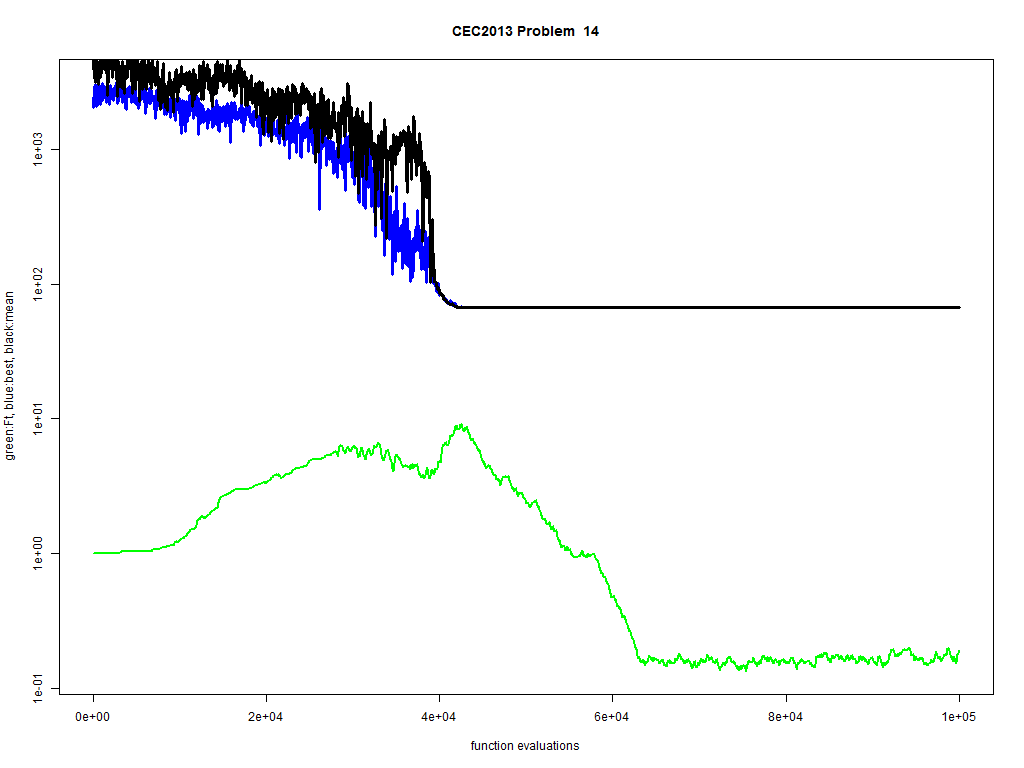 CEC2013 Problem  14
green:Ft, blue:best, black:mean
1e+03
1e+02
1e+01
1e+00
1e-01
0e+00 2e+04 4e+04 6e+04 8e+04 1e+05
function evaluations